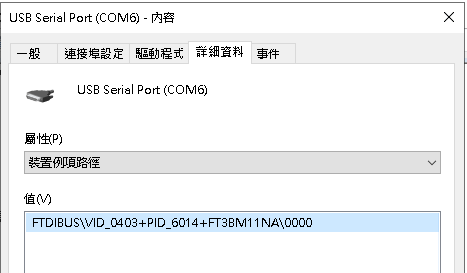 USB Serial Port (COM6) - 內容
一般 連接埠設定 驅動程式 詳細資料 事件
USB Serial Port (COM6)
屬性(P)
裝置例項路徑
值(V)
FTDIBUS\VID_0403+PID_6014+FT3BM11NA\0000